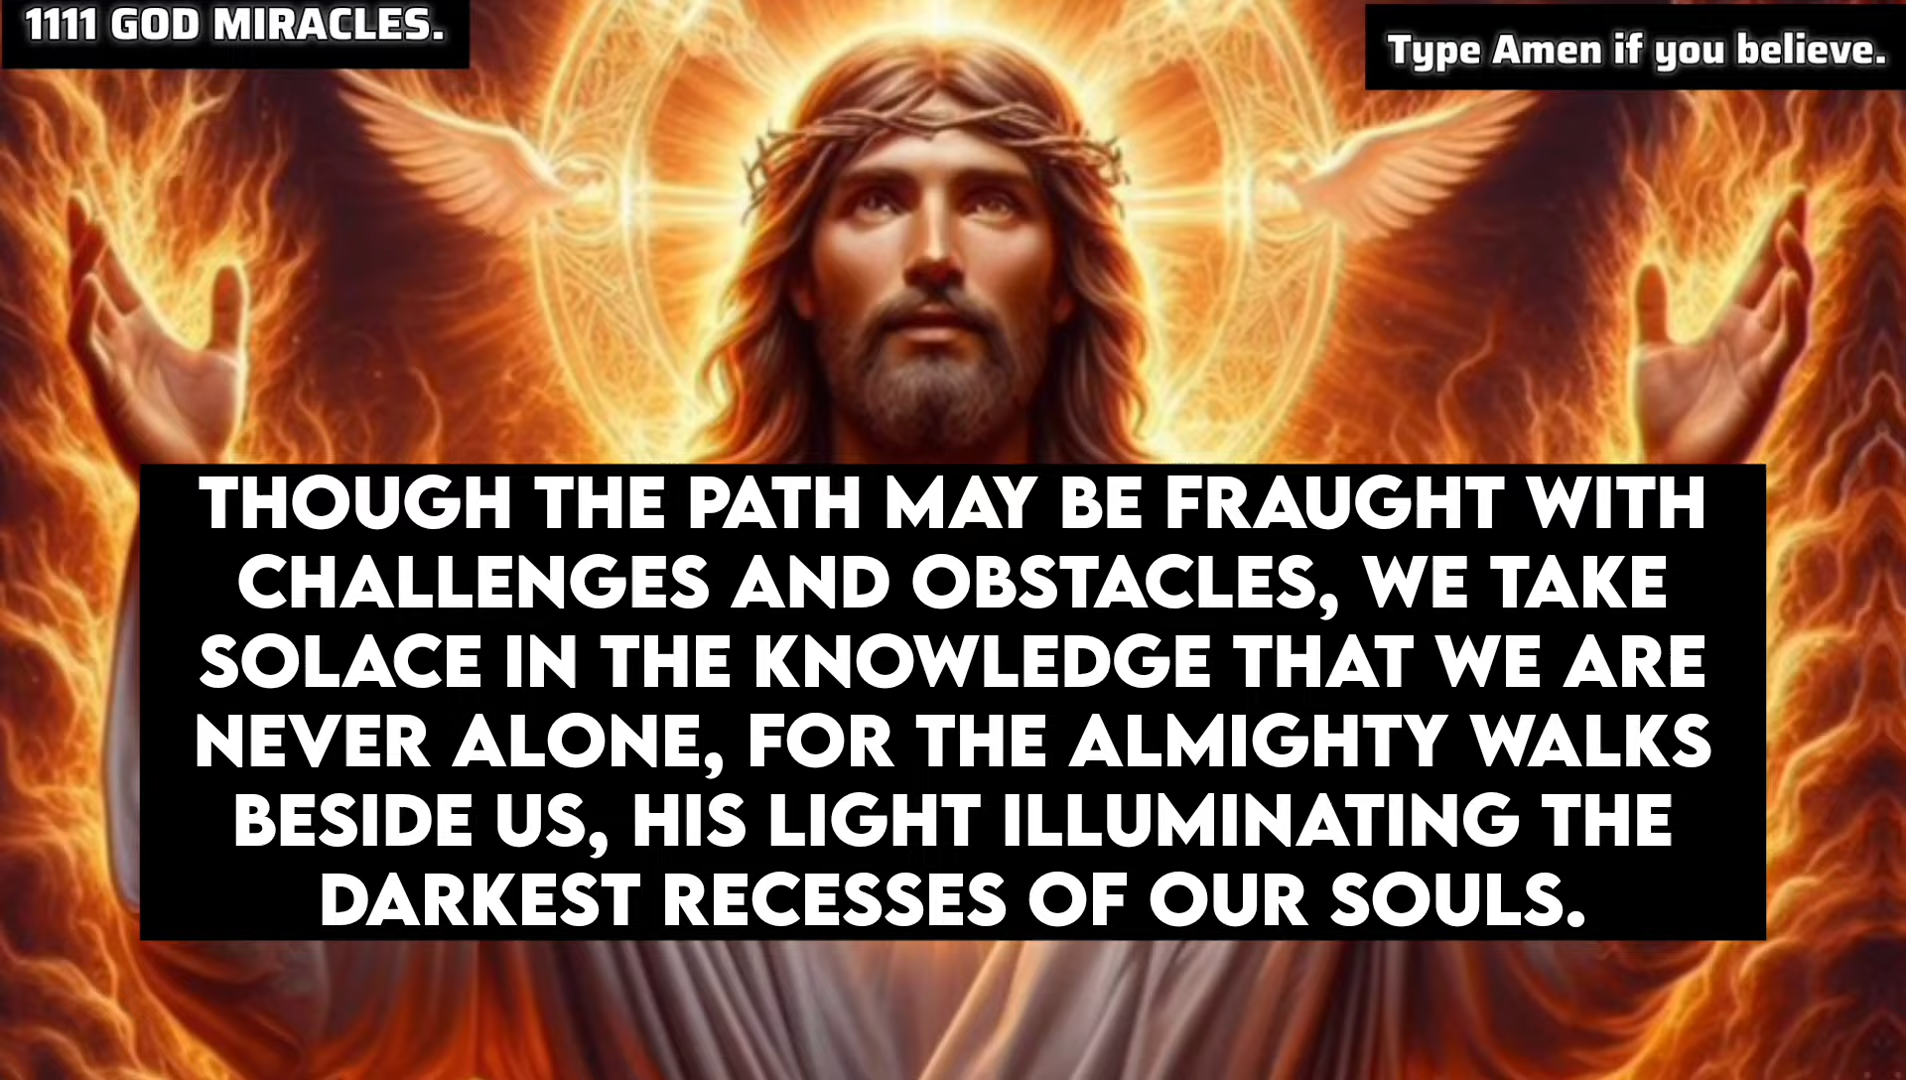 1111 GOD MIRACLES.
Type Amen if you believe.
THOUGH THE PATH MAY BE FRAUGHT WITH
CHALLENGES AND OBSTACLES, WE TAKE
SOLACE IN THE KNOWLEDGE THAT WE ARE
NEVER ALONE, FOR THE ALMIGHTY WALKS
BESIDE US, HIS LIGHT ILLUMINATING THE
DARKEST RECESSES OF OUR SOULS.